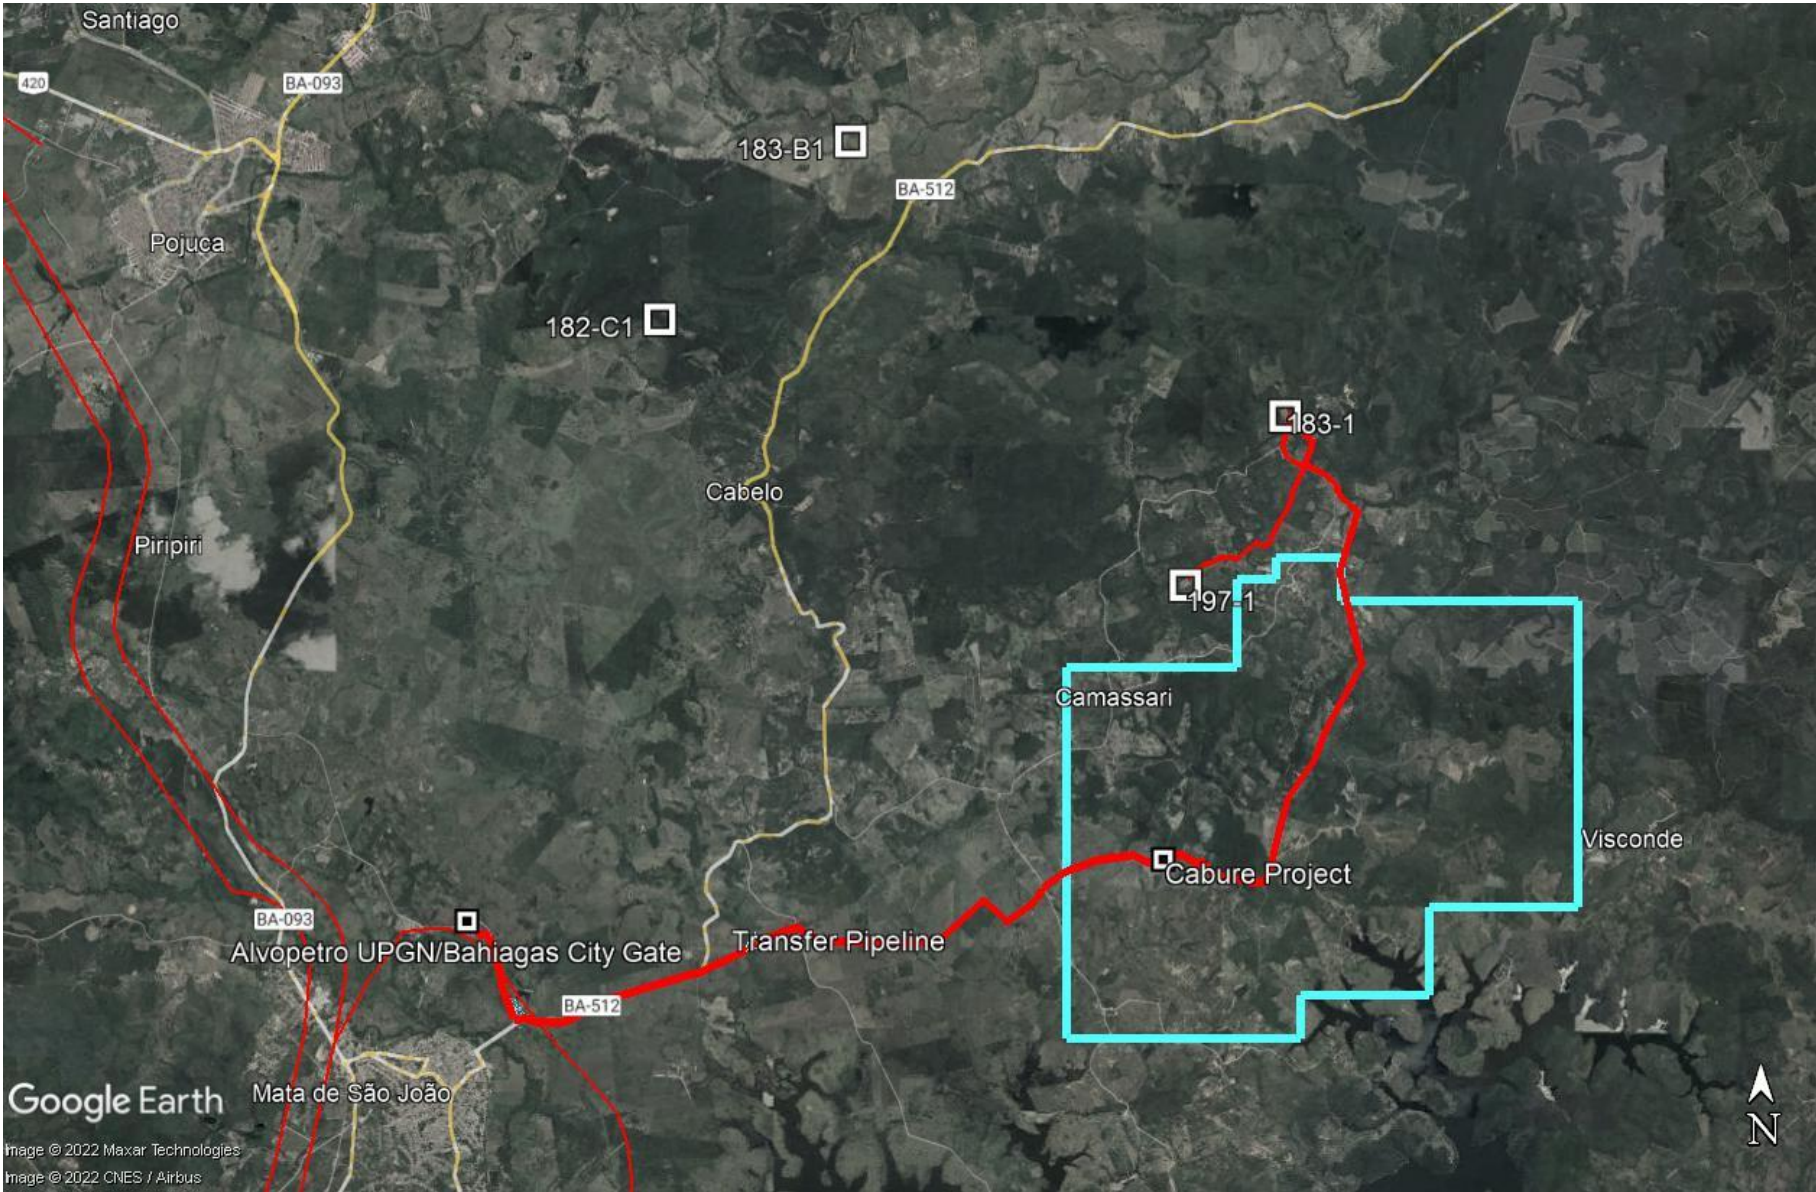 Santiago
420
BA-093
183-B1
BA-512
Pojuca
182-C1
183-1
Cabelo
Piripiri
197-1
Camassari
Visconde
Cabure Project
BA-093
Alvopetro UPGN/Bahiagas City Gate
Transfer Pipeline
BA-512
Mata de São João
Google Earth
N
Image © 2022 Maxar Technologies
Image © 2022 CNES / Airbus